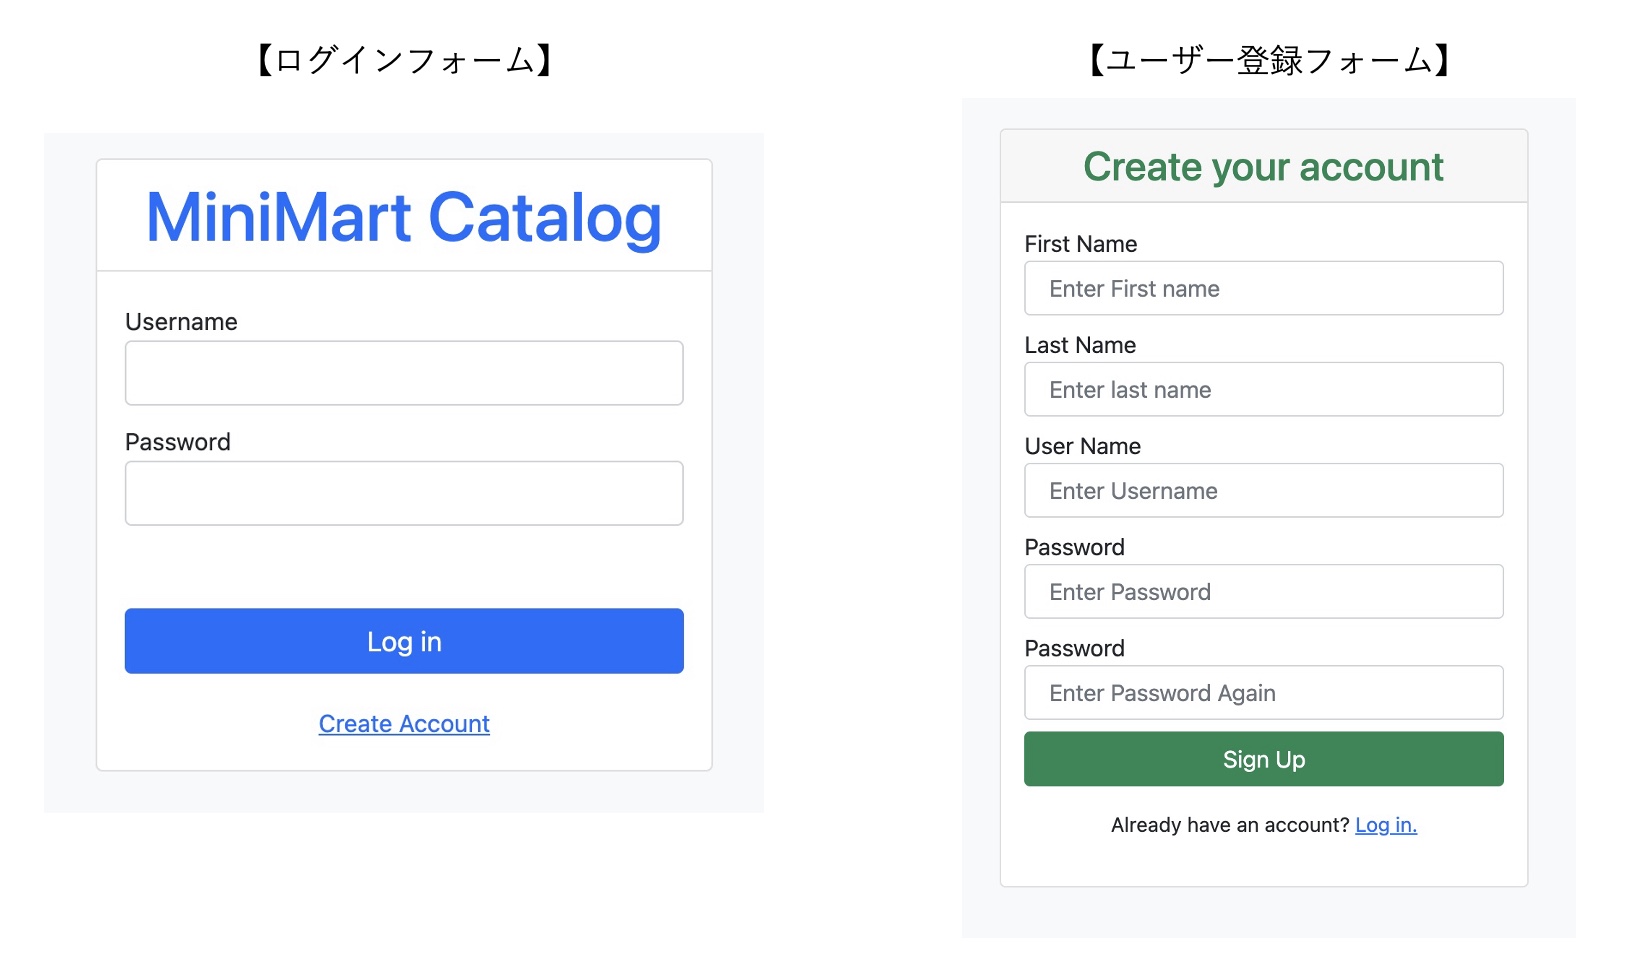 【ログインフォーム】
MiniMart Catalog
Username
Password
Log in
Create Account
【ユーザー登録フォーム】
Create your account
First Name
Enter First name
Last Name
Enter last name
User Name
Enter Username
Password
Enter Password
Password
Enter Password Again
Sign Up
Already have an account? Log in.